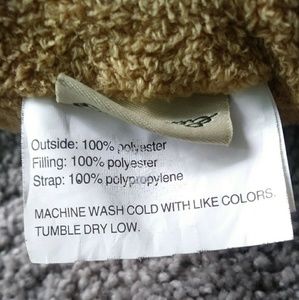 Outside: 100% polyester
Filling: 100% polyester
Strap: 100% polypropylene
MACHINE WASH COLD WITH LIKE COLORS.
TUMBLE DRY LOW.